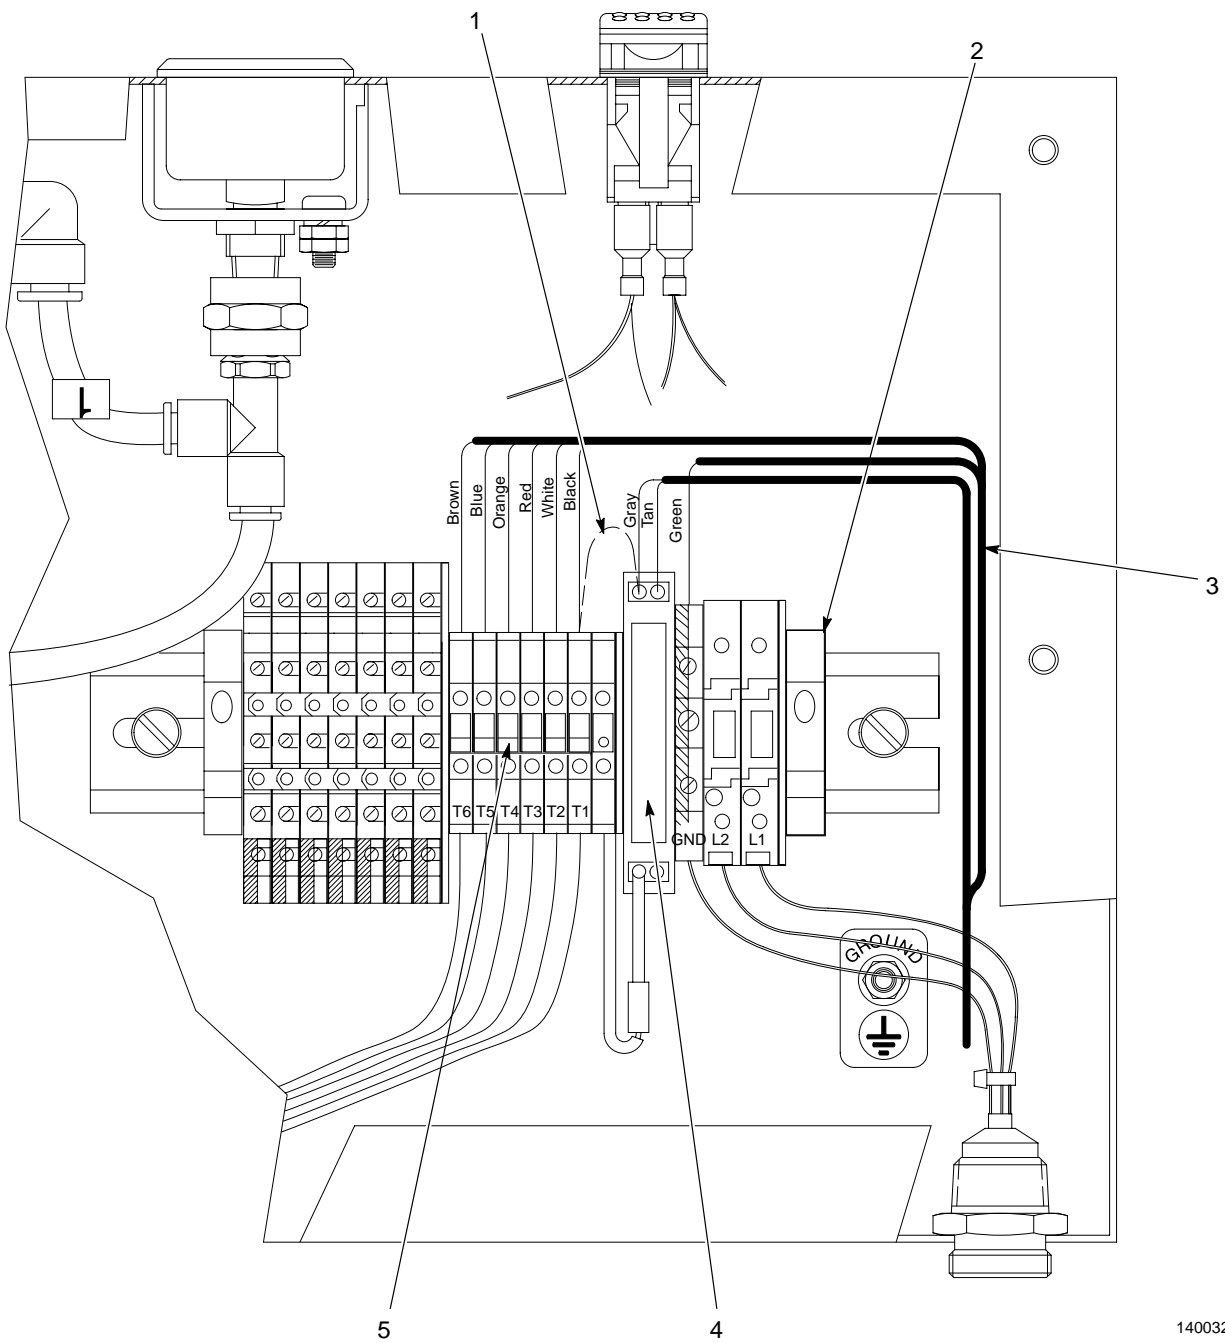 1
2
Brown
Blue
Orange
Red
White
Black
Gray
Tan
Green
3
T6 T5 T4 T3 T2 T1
GND L2 L1
GROUND
5
4
140032